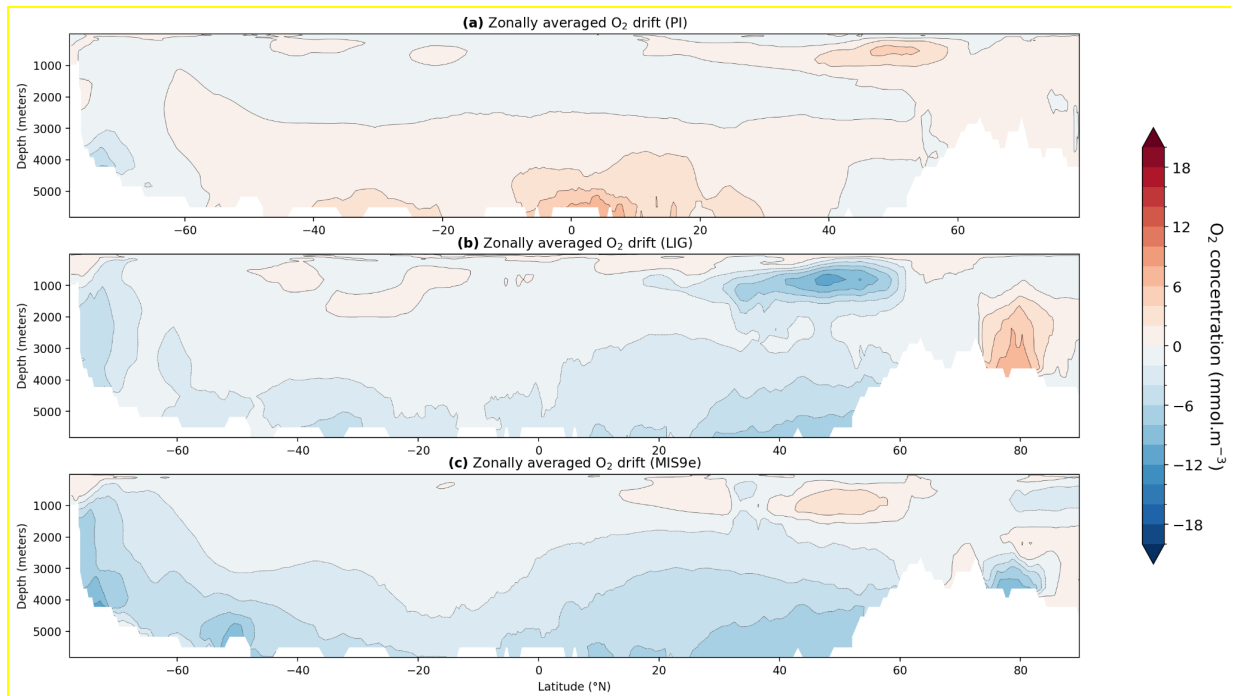 (a) Zonally averaged O₂ drift (PI)
Depth (meters)
1000
2000
3000
4000
5000
−60 −40 −20 0 20 40 60
(b) Zonally averaged O₂ drift (LIG)
Depth (meters)
1000
2000
3000
4000
5000
−60 −40 −20 0 20 40 60 80
(c) Zonally averaged O₂ drift (MIS9e)
Depth (meters)
1000
2000
3000
4000
5000
−60 −40 −20 0 20 40 60 80
Latitude (°N)
18
12
6
0
−6
−12
−18
O₂ concentration (mmol.m⁻³)